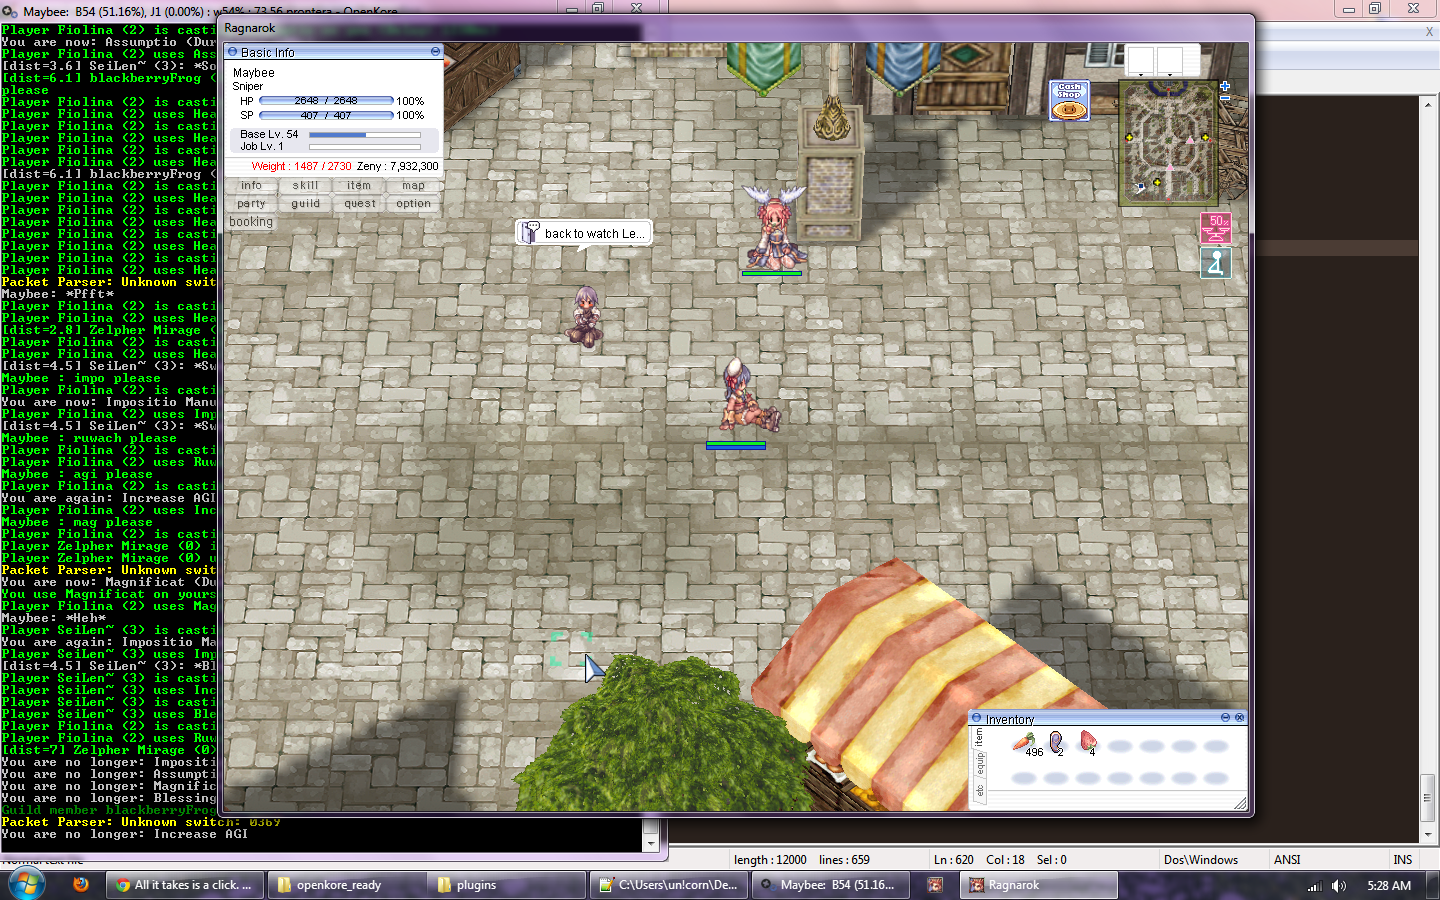 Maybee: B54 (51.16%), J1 (0.00%) : w54% : 73,56 prontera - OpenKore
Player Fiolina (2) is casti
You are now: Assumptio (Dur
Player Fiolina (2) uses Ass
[dist=3.6] SeiLen~ (3): *So
[dist=6.1] blackberryFrog (
please
Player Fiolina (2) is casti
Player Fiolina (2) uses Hea
Player Fiolina (2) is casti
Player Fiolina (2) uses Hea
Player Fiolina (2) is casti
Player Fiolina (2) uses Hea
[dist=6.1] blackberryFrog (
Player Fiolina (2) is casti
Player Fiolina (2) uses Hea
Player Fiolina (2) is casti
Player Fiolina (2) uses Hea
Player Fiolina (2) is casti
Player Fiolina (2) uses Hea
Player Fiolina (2) is casti
Player Fiolina (2) uses Hea
Packet Parser: Unknown swit
Maybee: *Pfft*
Player Fiolina (2) is casti
Player Fiolina (2) uses Hea
[dist=2.8] Zelpher Mirage (
Player Fiolina (2) is casti
Player Fiolina (2) uses Hea
[dist=4.5] SeiLen~ (3): *Sw
Maybee : impo please
Player Fiolina (2) is casti
You are now: Impositio Manu
Player Fiolina (2) uses Imp
[dist=4.5] SeiLen~ (3): *Sw
Maybee : ruwach please
Player Fiolina (2) is casti
Player Fiolina (2) uses Ruw
Maybee : agi please
Player Fiolina (2) is casti
You are again: Increase AGI
Player Fiolina (2) uses Inc
Maybee : mag please
Player Fiolina (2) is casti
Player Zelpher Mirage (0) i
Player Zelpher Mirage (0) u
Packet Parser: Unknown swit
You are now: Magnificat (Du
You use Magnificat on yours
Player Fiolina (2) uses Mag
Maybee: *Heh*
Player SeiLen~ (3) is casti
You are again: Impositio Ma
Player SeiLen~ (3) uses Imp
[dist=4.5] SeiLen~ (3): *Bl
Player SeiLen~ (3) is casti
Player SeiLen~ (3) uses Inc
Player SeiLen~ (3) is casti
Player SeiLen~ (3) uses Ble
Player Fiolina (2) is casti
Player Fiolina (2) uses Ruw
[dist=7] Zelpher Mirage (0)
You are no longer: Impositi
You are no longer: Assumpti
You are no longer: Magnific
You are no longer: Blessing
Guild member blackberryFrog
Packet Parser: Unknown switch: 0369
You are no longer: Increase AGI
Normal text file
Ragnarok
Basic Info
Maybee
Sniper
HP 2648 / 2648 100%
SP 407 / 407 100%
Base Lv. 54
Job Lv. 1
Weight : 1487 / 2730 Zeny : 7,932,300
info skill item map
party guild quest option
booking
back to watch Le...
Cash Shop
50%
Inventory
item
equip
etc
496
2
4
X
length : 12000 lines : 659
Ln : 620 Col : 18 Sel : 0
Dos\Windows
ANSI
INS
All it takes is a click. ...
openkore_ready
plugins
C:\Users\un!corn\De...
Maybee: B54 (51.16...
Ragnarok
5:28 AM